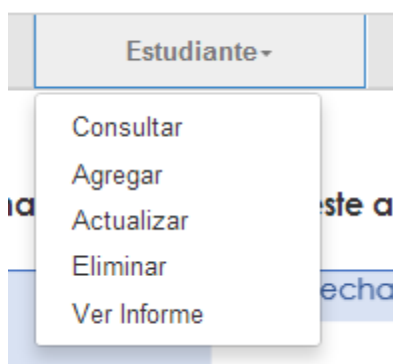 Estudiante
Consultar
Agregar
Actualizar
Eliminar
Ver Informe